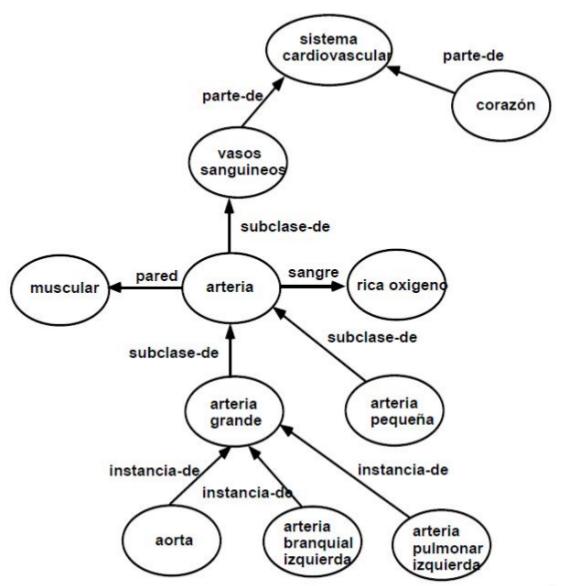 sistema
cardiovascular
parte-de
parte-de
corazón
vasos
sanguineos
subclase-de
muscular
pared
arteria
sangre
rica oxigeno
subclase-de
subclase-de
arteria
grande
arteria
pequeña
instancia-de
instancia-de
instancia-de
aorta
arteria
branquial
izquierda
arteria
pulmonar
izquierda